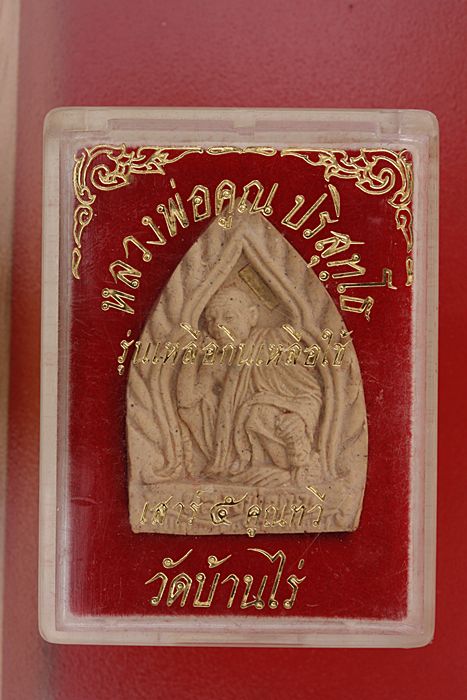 หลวงพ่อคูณ ปริสุทฺโธ
รุ่นเหลือกินเหลือใช้
เสาร์ ๕ คูณทวี
วัดบ้านไร่